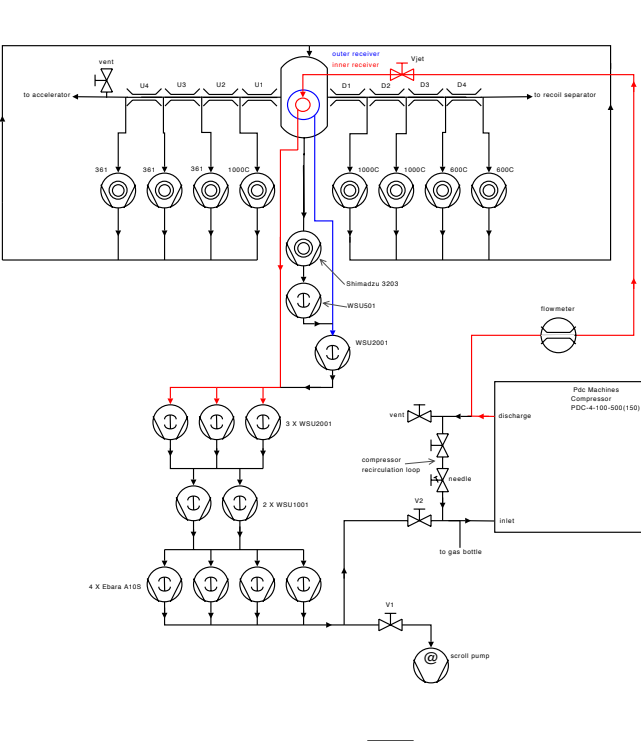 outer receiver
inner receiver
Vjet
vent
U4
U3
U2
U1
D1
D2
D3
D4
to accelerator
to recoil separator
361
361
361
1000C
1000C
1000C
600C
600C
Shimadzu 3203
WSU501
flowmeter
WSU2001
Pdc Machines
Compressor
PDC-4-100-500(150)
vent
discharge
3 X WSU2001
compressor
recirculation loop
needle
2 X WSU1001
V2
inlet
to gas bottle
4 X Ebara A10S
V1
@
scroll pump